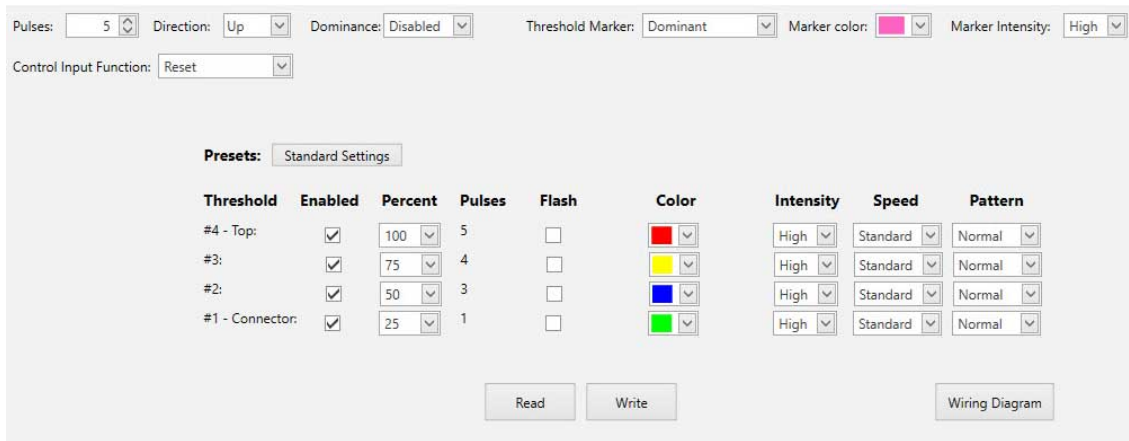 Pulses: 5 Direction: Up Dominance: Disabled Threshold Marker: Dominant Marker color: Marker Intensity: High
Control Input Function: Reset
Presets: Standard Settings
Threshold Enabled Percent Pulses Flash Color Intensity Speed Pattern
#4 - Top: 100 5 High Standard Normal
#3: 75 4 High Standard Normal
#2: 50 3 High Standard Normal
#1 - Connector: 25 1 High Standard Normal
Read Write Wiring Diagram